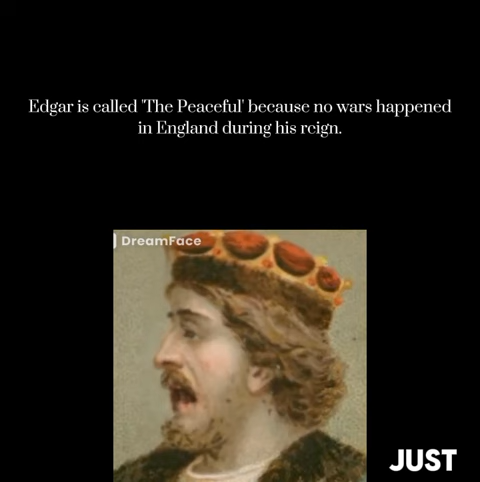 Edgar is called 'The Peaceful' because no wars happened
in England during his reign.
DreamFace
JUST